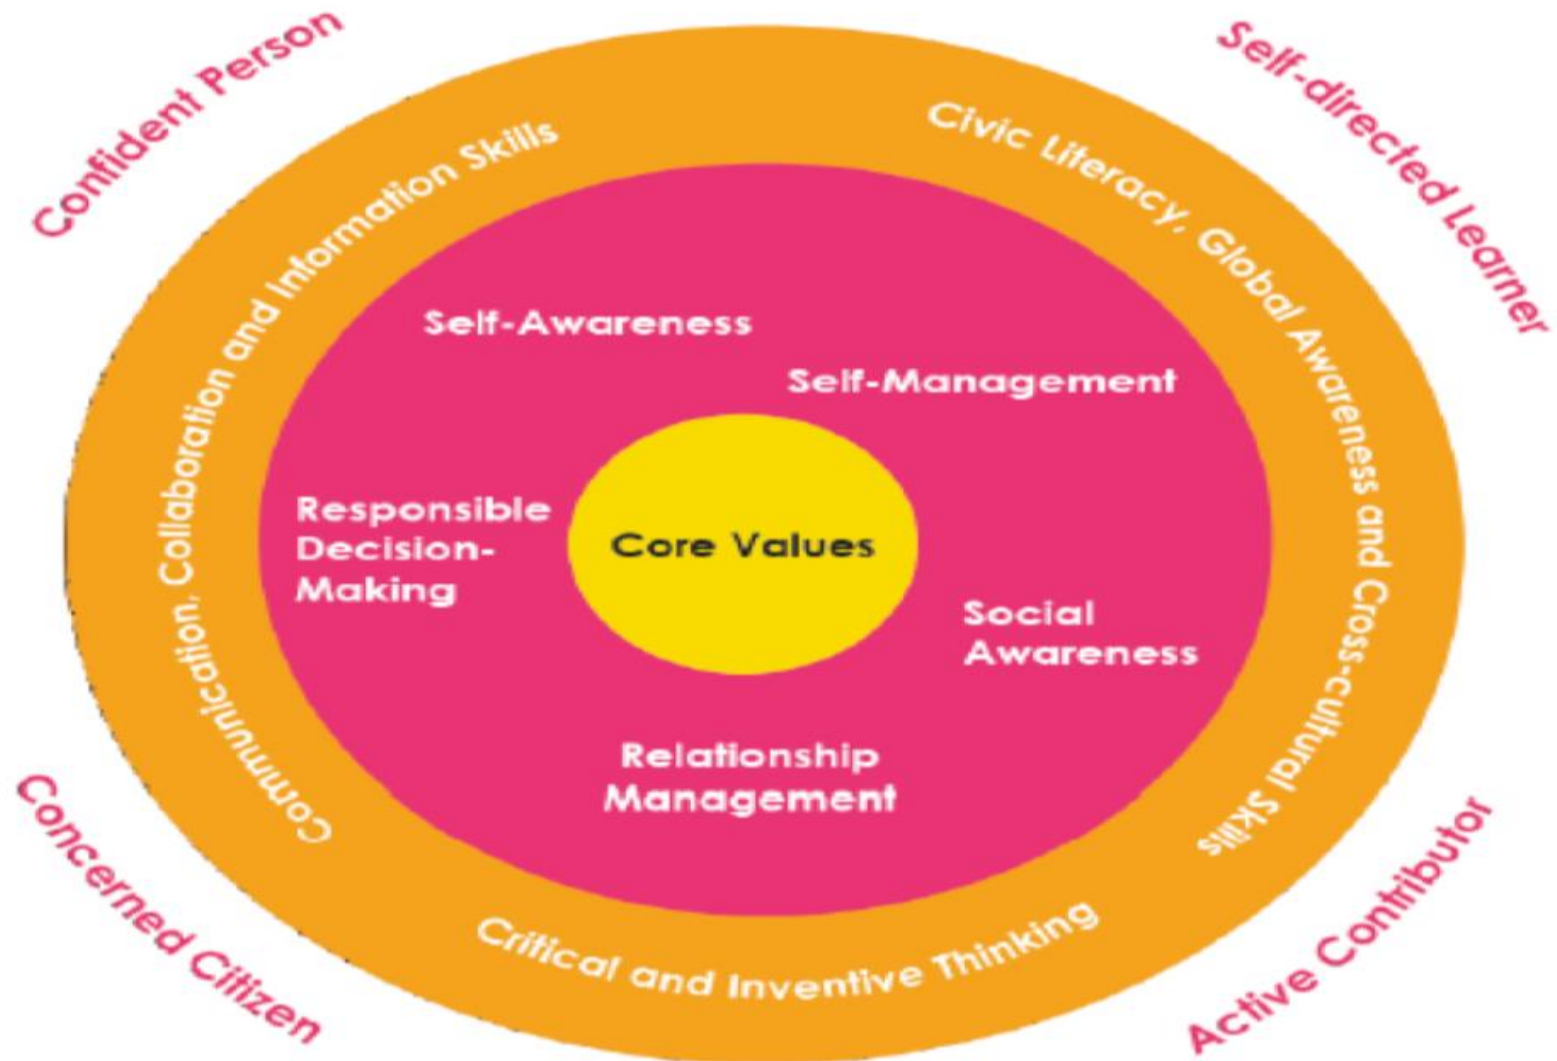 Confident Person
Self-directed Learner
Communication, Collaboration and Information Skills
Civic Literacy, Global Awareness and Cross-cultural Skills
Self-Awareness
Self-Management
Responsible
Decision-
Making
Core Values
Social
Awareness
Relationship
Management
Critical and Inventive Thinking
Concerned Citizen
Active Contributor